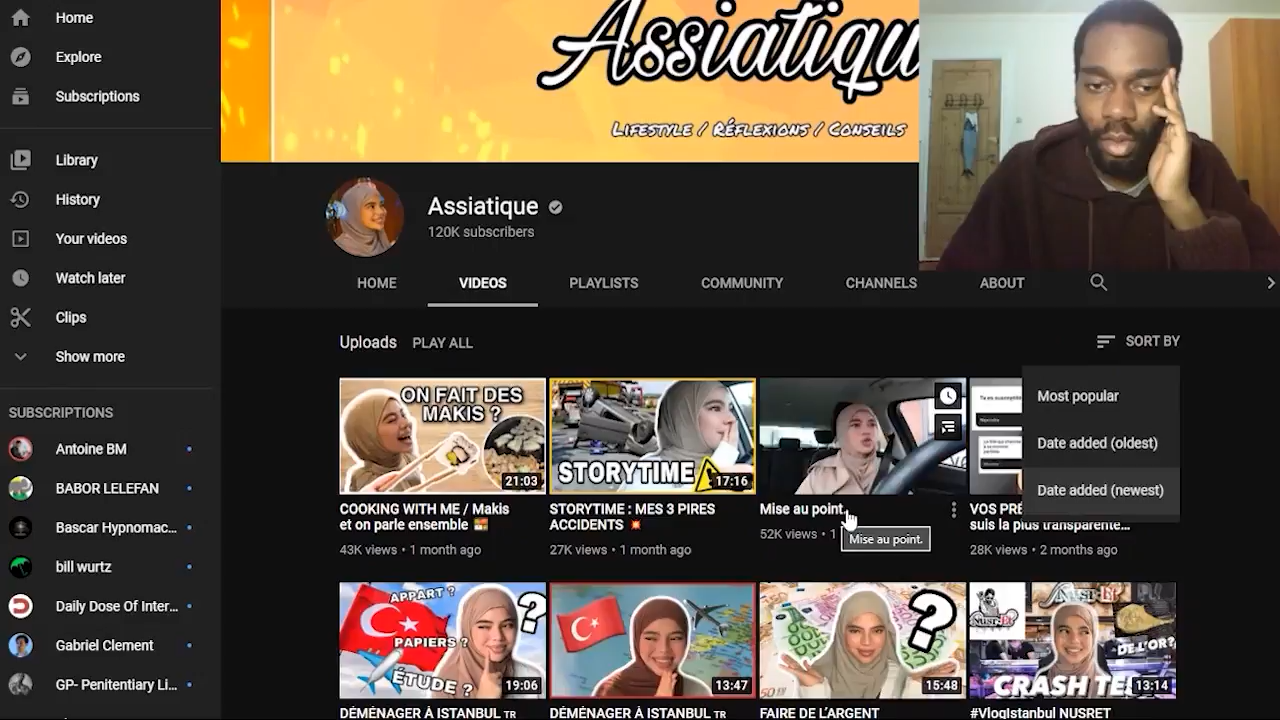 Home
Explore
Subscriptions
Library
History
Your videos
Watch later
Clips
Show more
SUBSCRIPTIONS
Antoine BM
BABOR LELEFAN
Bascar Hypnomac...
bill wurtz
Daily Dose Of Inter...
Gabriel Clement
GP- Penitentiary Li...
Assiatiqu
LIFESTYLE / RÉFLEXIONS / CONSEILS
Assiatique
120K subscribers
HOME
VIDEOS
PLAYLISTS
COMMUNITY
CHANNELS
ABOUT
Uploads
PLAY ALL
SORT BY
Most popular
Date added (oldest)
Date added (newest)
ON FAIT DES
MAKIS ?
21:03
STORYTIME
17:16
COOKING WITH ME / Makis
et on parle ensemble
43K views • 1 month ago
STORYTIME : MES 3 PIRES
ACCIDENTS
27K views • 1 month ago
Mise au point.
52K views • 1
Mise au point.
VOS PRÉ
suis la plus transparente...
28K views • 2 months ago
APPART ?
PAPIERS ?
ÉTUDE ?
19:06
13:47
15:48
NUSR-ET
DE L'OR?
CRASH TE
13:14
DÉMÉNAGER À ISTANBUL TR
DÉMÉNAGER À ISTANBUL TR
FAIRE DE L'ARGENT
#VlogIstanbul NUSRET